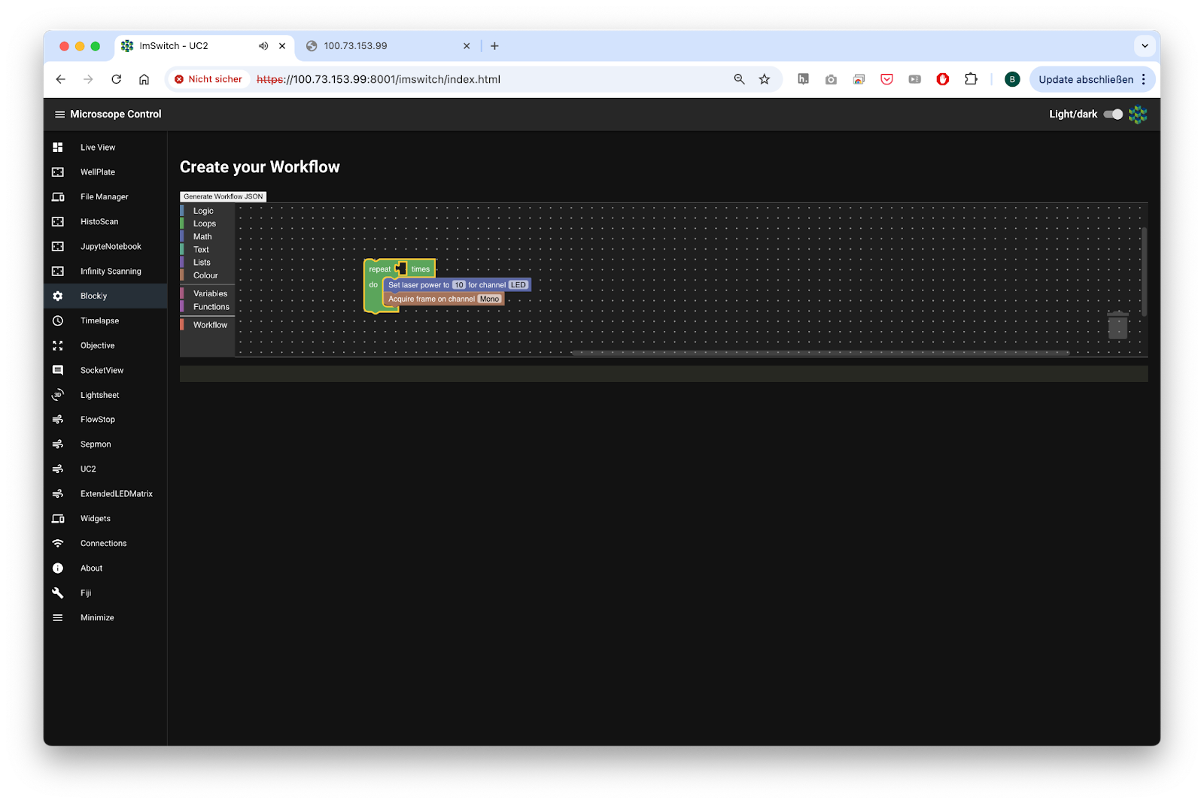 ImSwitch - UC2
100.73.153.99
Nicht sicher
https://100.73.153.99:8001/imswitch/index.html
B
Update abschließen
Microscope Control
Light/dark
Live View
WellPlate
File Manager
HistoScan
JupyteNotebook
Infinity Scanning
Blockly
Timelapse
Objective
SocketView
3D
Lightsheet
FlowStop
Sepmon
UC2
ExtendedLEDMatrix
Widgets
Connections
About
Fiji
Minimize
Create your Workflow
Generate Workflow JSON
Logic
Loops
Math
Text
Lists
Colour
Variables
Functions
Workflow
repeat times
do Set laser power to 10 for channel LED
Acquire frame on channel Mono